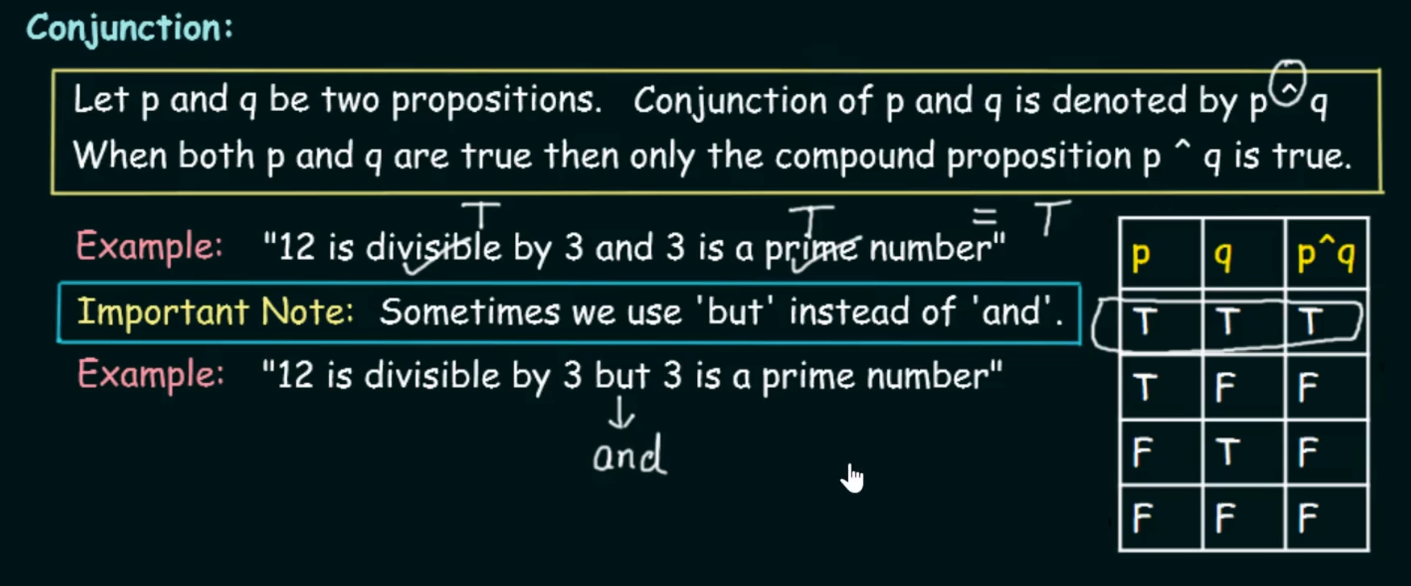 Conjunction:
Let p and q be two propositions. Conjunction of p and q is denoted by p ^ q
When both p and q are true then only the compound proposition p ^ q is true.
T T = T
Example: "12 is divisible by 3 and 3 is a prime number"
Important Note: Sometimes we use 'but' instead of 'and'.
Example: "12 is divisible by 3 but 3 is a prime number"
↓
and
p q p^q
T T T
T F F
F T F
F F F